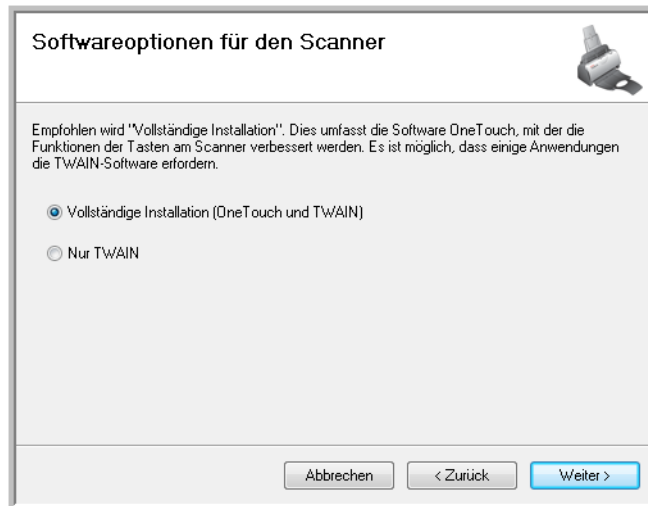 Softwareoptionen für den Scanner
Empfohlen wird "Vollständige Installation". Dies umfasst die Software OneTouch, mit der die
Funktionen der Tasten am Scanner verbessert werden. Es ist möglich, dass einige Anwendungen
die TWAIN-Software erfordern.
Vollständige Installation (OneTouch und TWAIN)
Nur TWAIN
Abbrechen < Zurück Weiter >